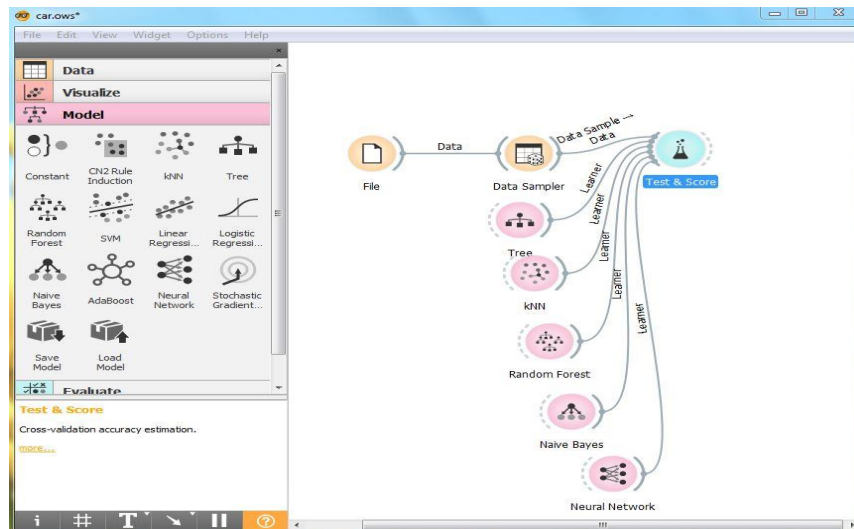 car.ows*
File Edit View Widget Options Help
Data
Visualize
Model
Constant
CN2 Rule
Induction
kNN
Tree
Random
Forest
SVM
Linear
Regressi...
Logistic
Regressi...
Naive
Bayes
AdaBoost
Neural
Network
Stochastic
Gradient...
Save
Model
Load
Model
Evaluate
Test & Score
Cross-validation accuracy estimation.
more...
File
Data
Data Sampler
Data Sample →
Data
Test & Score
Learner
Tree
Learner
kNN
Learner
Random Forest
Learner
Naive Bayes
Learner
Neural Network